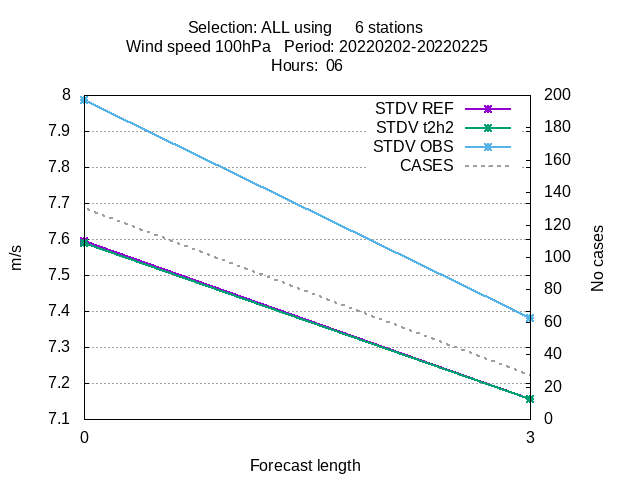 Selection: ALL using 6 stations
Wind speed 100hPa Period: 20220202-20220225
Hours: 06
8
7.9
7.8
7.7
7.6
7.5
7.4
7.3
7.2
7.1
m/s
STDV REF
STDV t2h2
STDV OBS
CASES
200
180
160
140
120
100
80
60
40
20
0
No cases
0 3
Forecast length